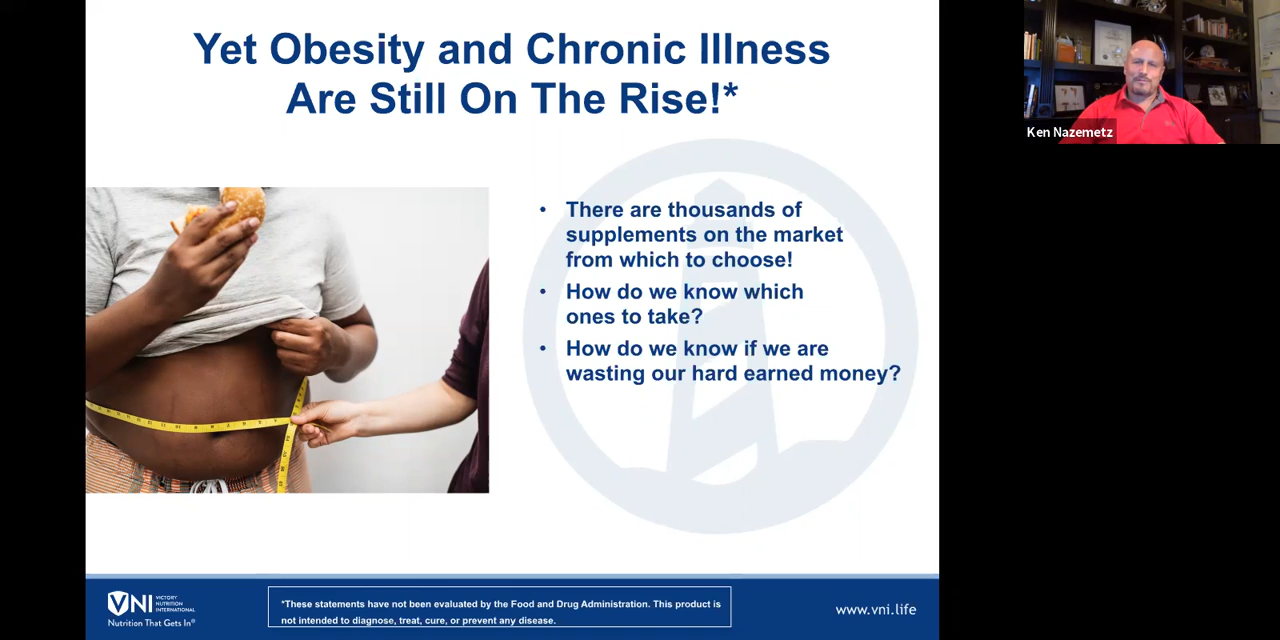 Yet Obesity and Chronic Illness
Are Still On The Rise!*
Ken Nazemetz
• There are thousands of
supplements on the market
from which to choose!
• How do we know which
ones to take?
• How do we know if we are
wasting our hard earned money?
VNI
VICTORY
NUTRITION
INTERNATIONAL
Nutrition That Gets In®
*These statements have not been evaluated by the Food and Drug Administration. This product is
not intended to diagnose, treat, cure, or prevent any disease.
www.vni.life